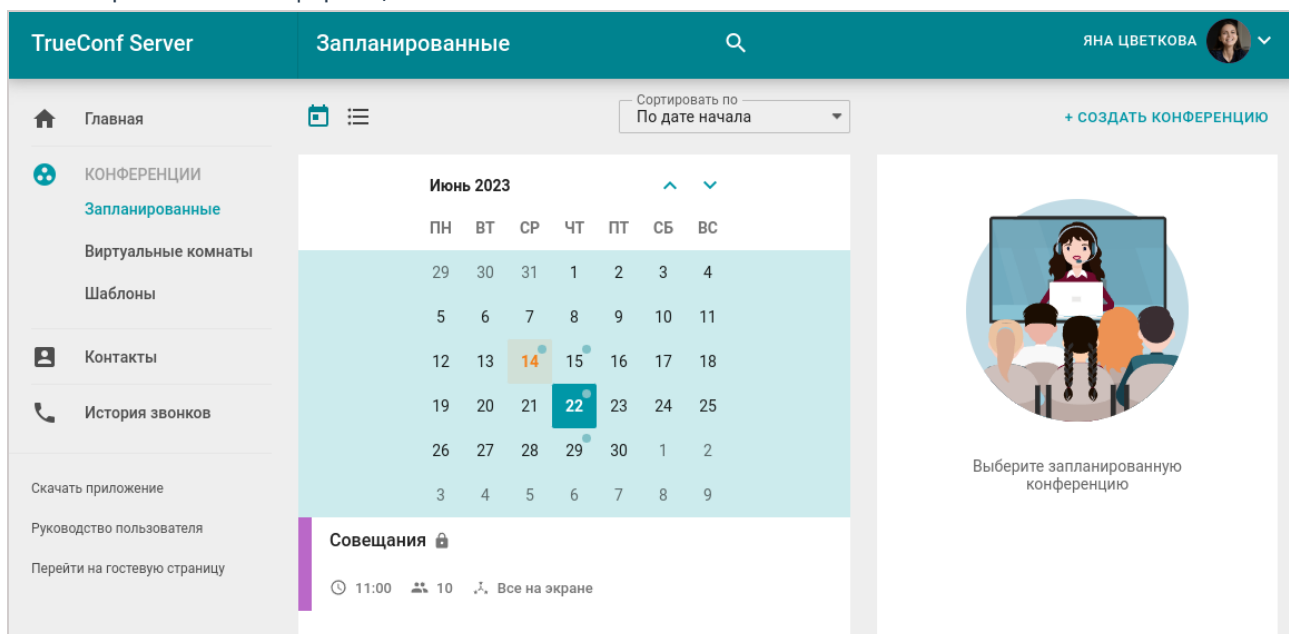 TrueConf Server
Запланированные
ЯНА ЦВЕТКОВА
Главная
КОНФЕРЕНЦИИ
Запланированные
Виртуальные комнаты
Шаблоны
Контакты
История звонков
Скачать приложение
Руководство пользователя
Перейти на гостевую страницу
Сортировать по
По дате начала
+ СОЗДАТЬ КОНФЕРЕНЦИЮ
Июнь 2023
ПН ВТ СР ЧТ ПТ СБ ВС
29 30 31 1 2 3 4
5 6 7 8 9 10 11
12 13 14 15 16 17 18
19 20 21 22 23 24 25
26 27 28 29 30 1 2
3 4 5 6 7 8 9
Совещания
11:00 10 Все на экране
Выберите запланированную
конференцию